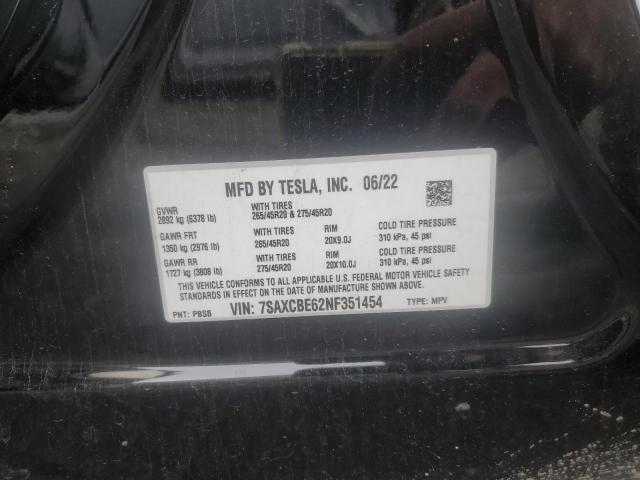 MFD BY TESLA, INC. 06/22
GVWR
2892 kg (6378 lb)
WITH TIRES
265/45R20 & 275/45R20
GAWR FRT
1350 kg (2976 lb)
WITH TIRES
265/45R20
RIM
20X9.0J
COLD TIRE PRESSURE
310 kPa, 45 psi
GAWR RR
1727 kg (3808 lb)
WITH TIRES
275/45R20
RIM
20X10.0J
COLD TIRE PRESSURE
310 kPa, 45 psi
THIS VEHICLE CONFORMS TO ALL APPLICABLE U.S. FEDERAL MOTOR VEHICLE SAFETY
STANDARDS IN EFFECT ON THE DATE OF MANUFACTURE SHOWN ABOVE.
PNT: PBSB VIN: 7SAXCBE62NF351454 TYPE: MPV